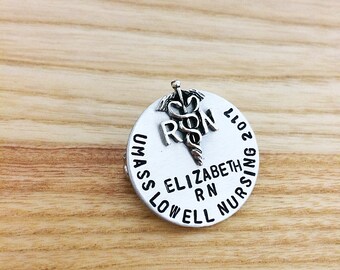 RN
ELIZABETH
RN
UMASS LOWELL NURSING 2017